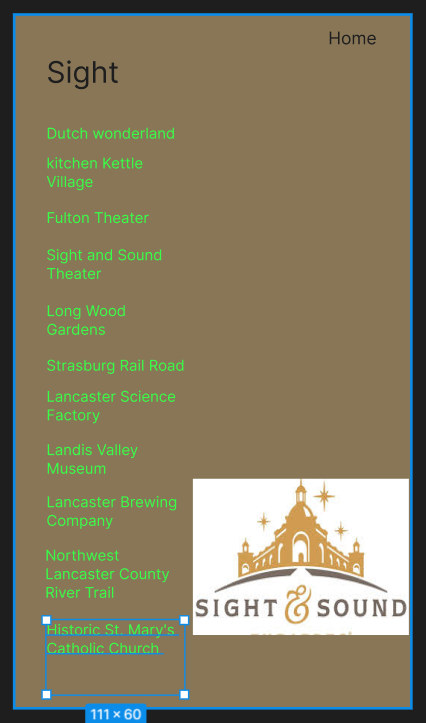 Home
Sight
Dutch wonderland
kitchen Kettle
Village
Fulton Theater
Sight and Sound
Theater
Long Wood
Gardens
Strasburg Rail Road
Lancaster Science
Factory
Landis Valley
Museum
Lancaster Brewing
Company
Northwest
Lancaster County
River Trail
SIGHT & SOUND
Historic St. Mary's
Catholic Church
111 × 60